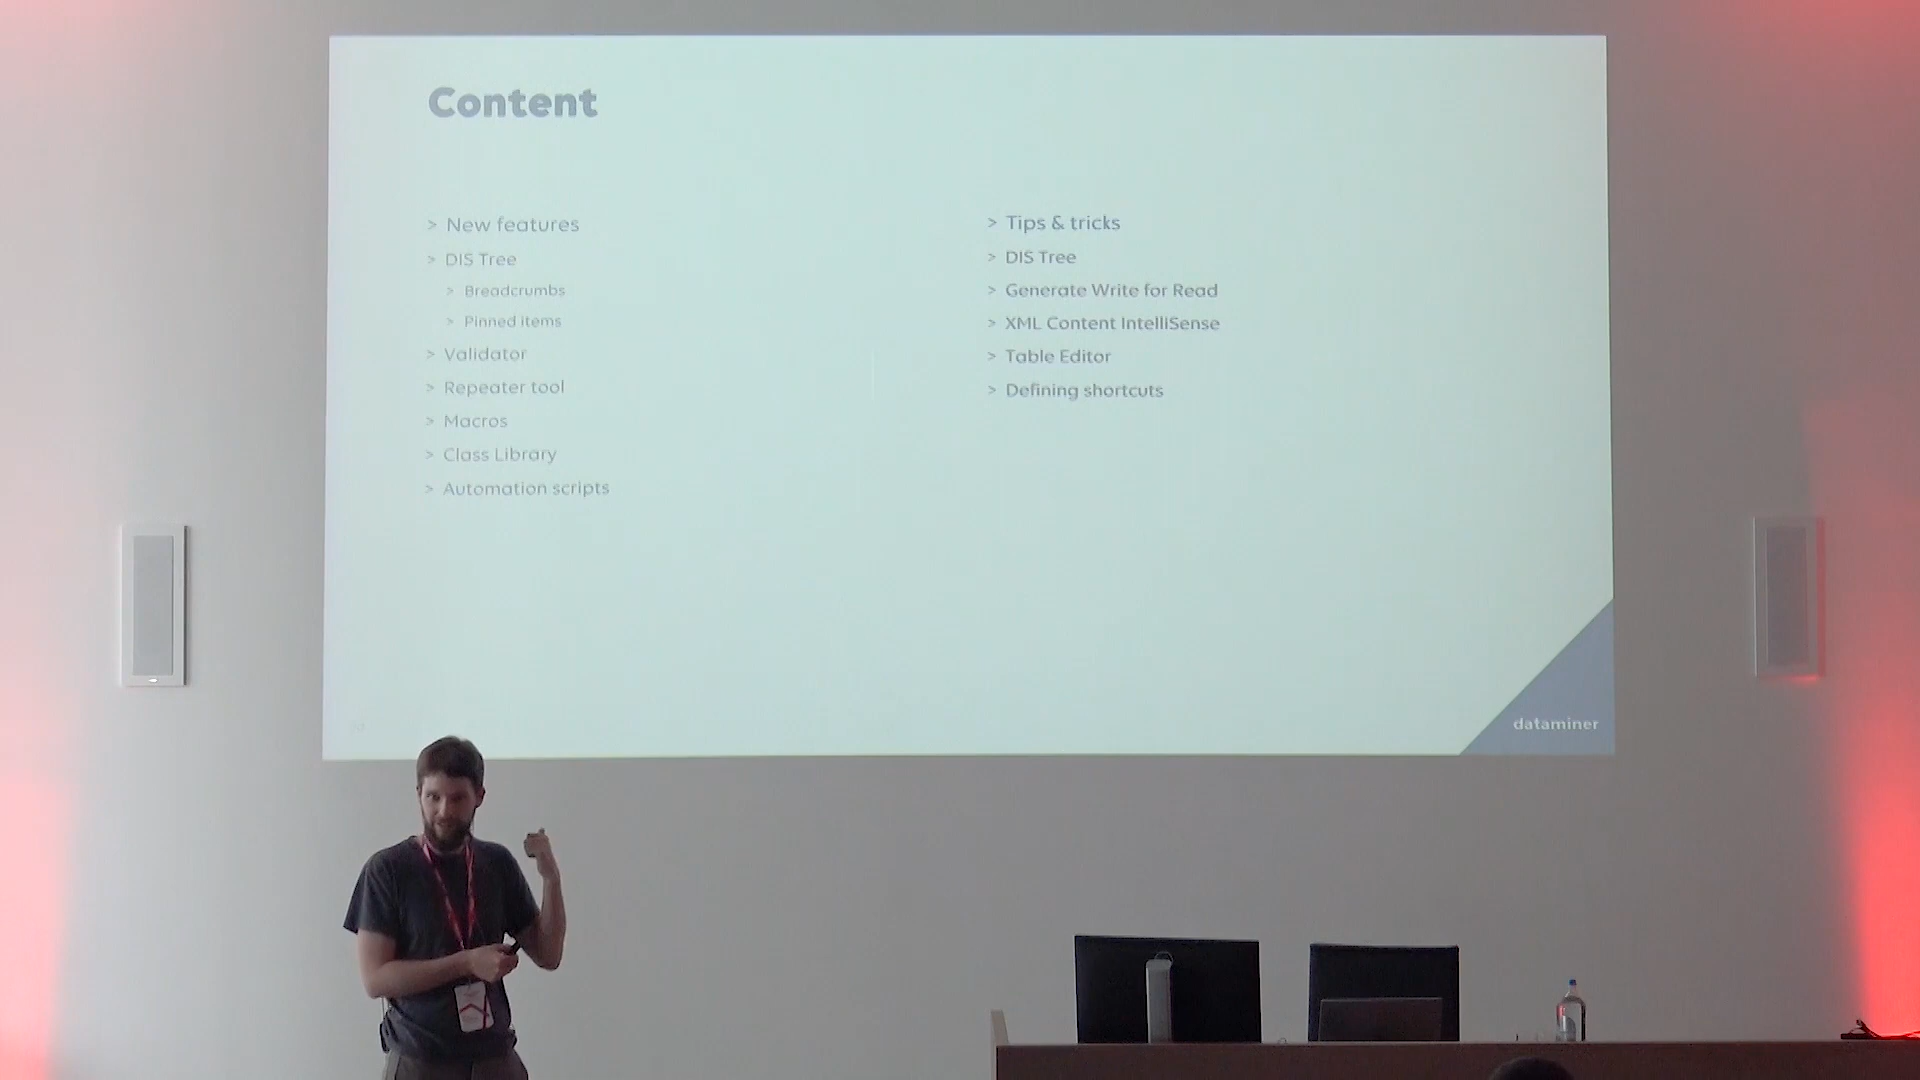 Content
> New features
> DIS Tree
> Breadcrumbs
> Pinned items
> Validator
> Repeater tool
> Macros
> Class Library
> Automation scripts
> Tips & tricks
> DIS Tree
> Generate Write for Read
> XML Content IntelliSense
> Table Editor
> Defining shortcuts
dataminer